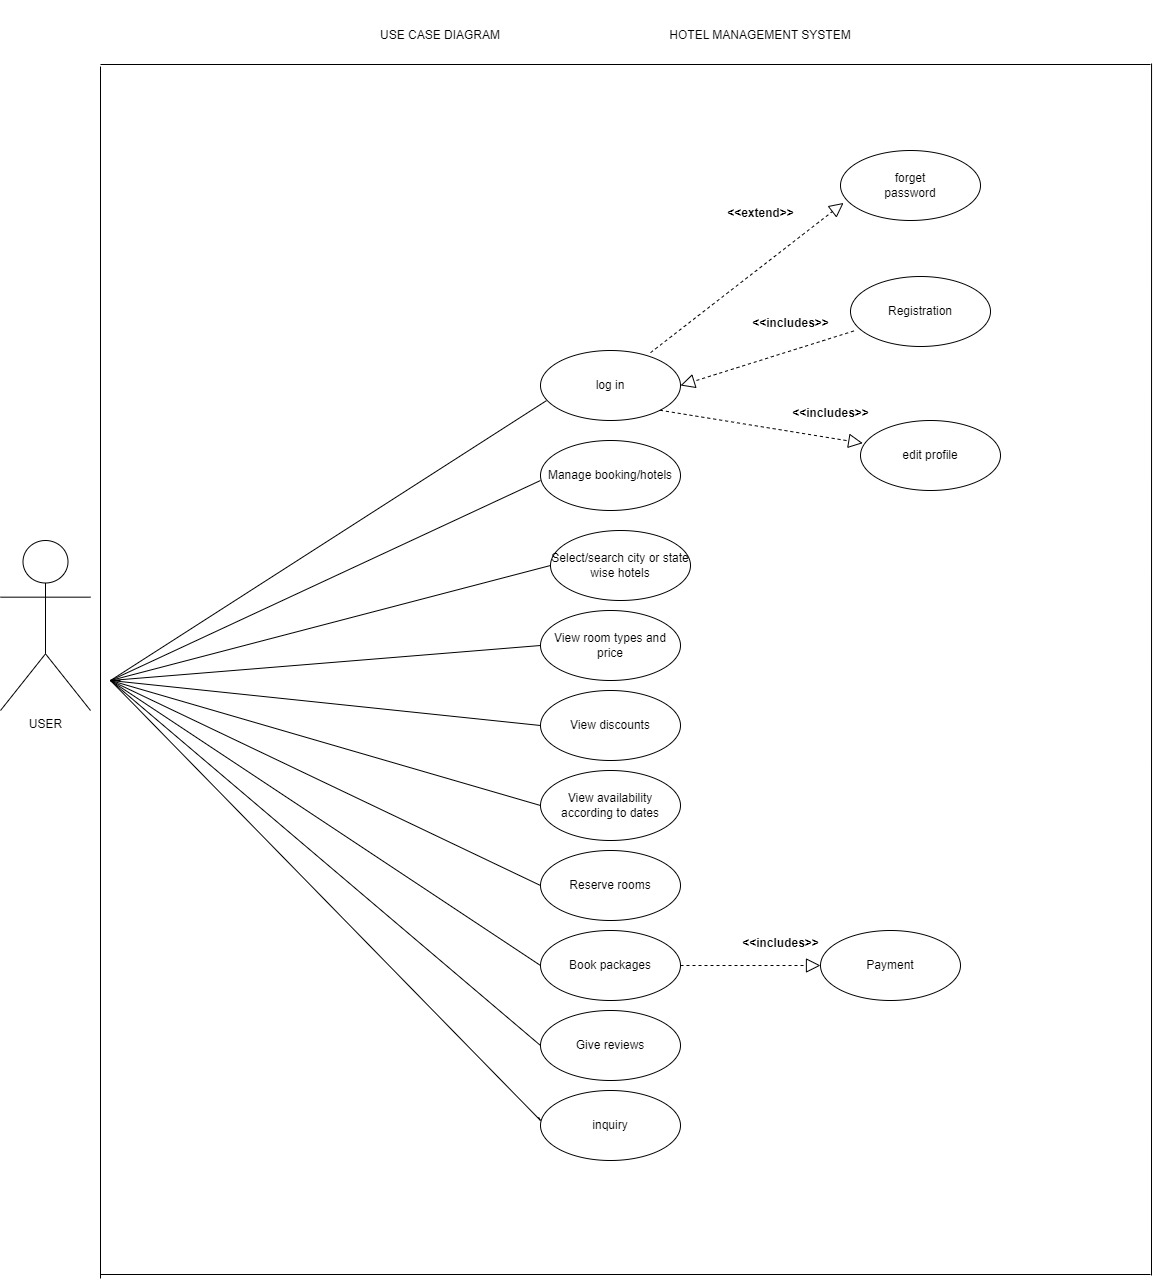 USE CASE DIAGRAM
HOTEL MANAGEMENT SYSTEM
forget
password
<<extend>>
Registration
<<includes>>
log in
<<includes>>
edit profile
Manage booking/hotels
Select/search city or state
wise hotels
View room types and
price
USER
View discounts
View availability
according to dates
Reserve rooms
<<includes>>
Book packages
Payment
Give reviews
inquiry